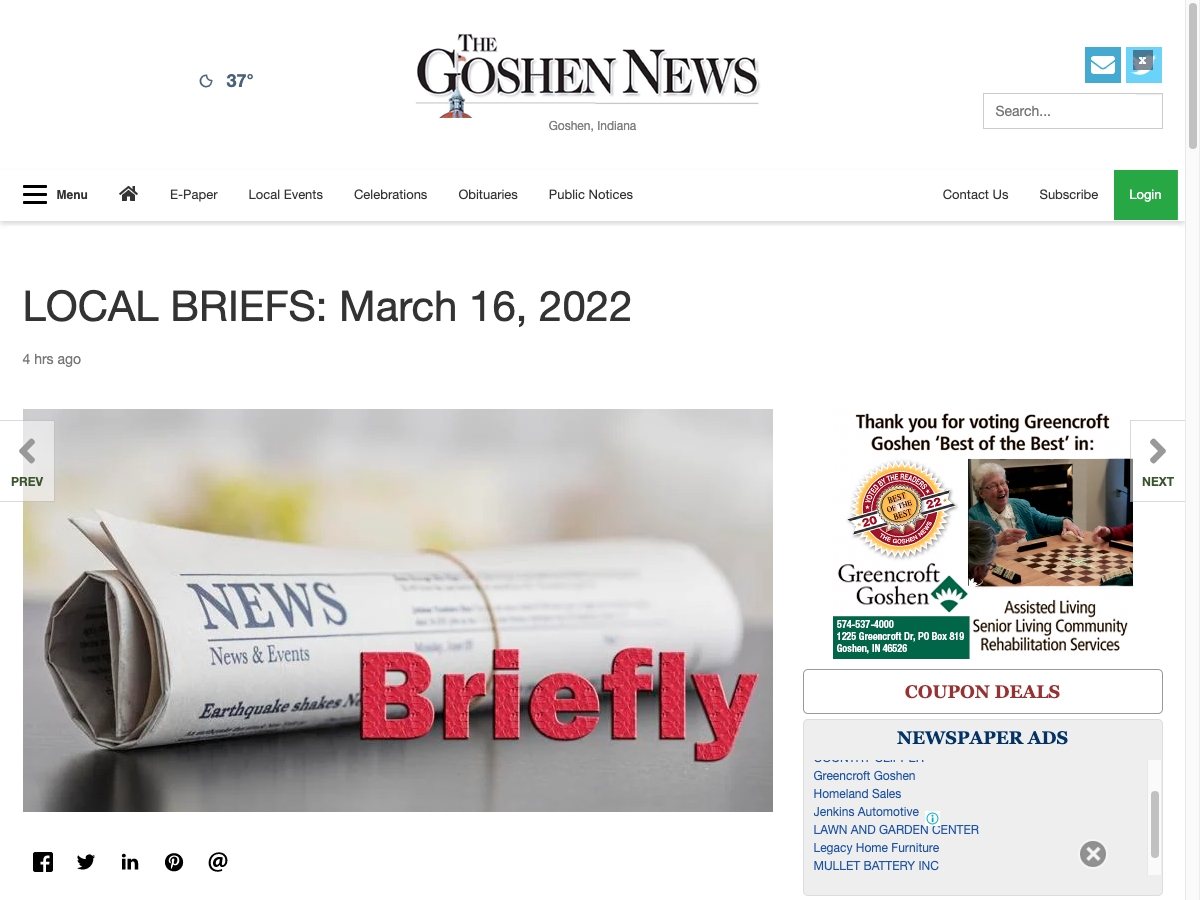 THE
GOSHEN NEWS
37°
Goshen, Indiana
Search...
Menu
E-Paper
Local Events
Celebrations
Obituaries
Public Notices
Contact Us
Subscribe
Login
LOCAL BRIEFS: March 16, 2022
4 hrs ago
PREV
NEXT
NEWS
News & Events
Earthquake shakes
Briefly
Thank you for voting Greencroft
Goshen 'Best of the Best' in:
VOTED BY THE READERS
BEST
OF THE
BEST
20 22
THE GOSHEN NEWS
Greencroft
Goshen
574-537-4000
1225 Greencroft Dr, PO Box 819
Goshen, IN 46526
Assisted Living
Senior Living Community
Rehabilitation Services
COUPON DEALS
NEWSPAPER ADS
Greencroft Goshen
Homeland Sales
Jenkins Automotive
LAWN AND GARDEN CENTER
Legacy Home Furniture
MULLET BATTERY INC